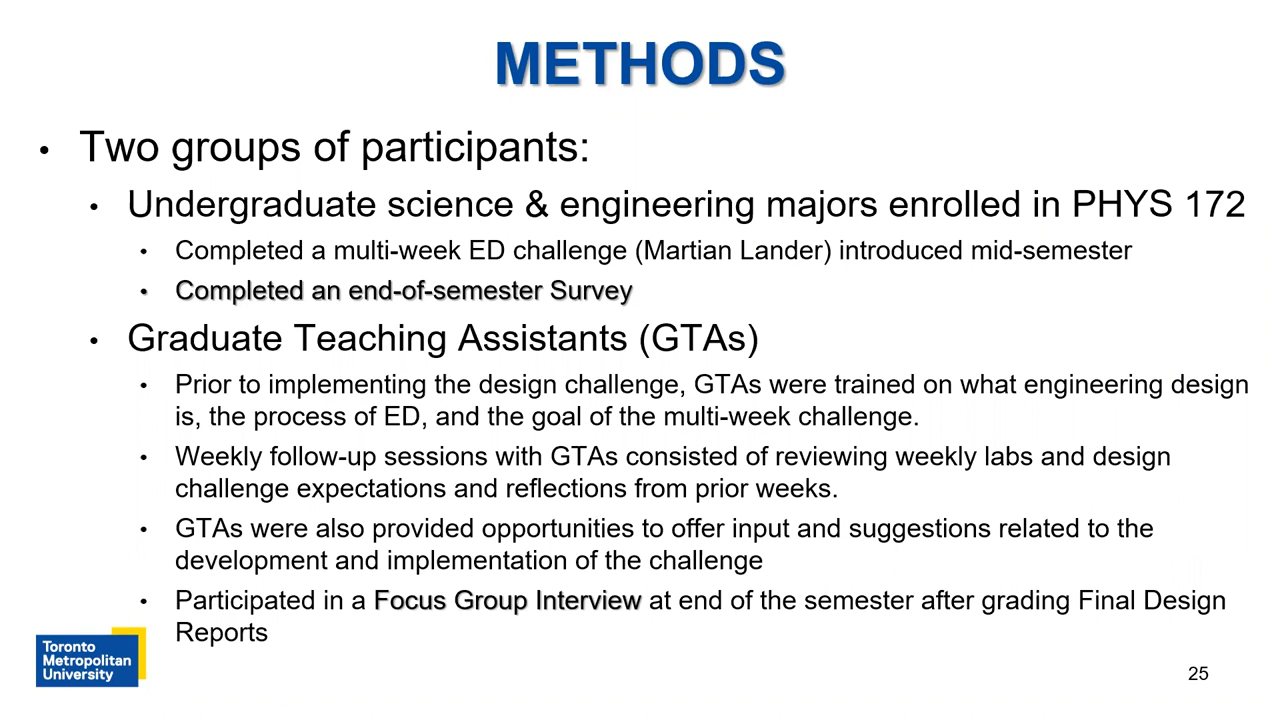 METHODS
• Two groups of participants:
• Undergraduate science & engineering majors enrolled in PHYS 172
• Completed a multi-week ED challenge (Martian Lander) introduced mid-semester
• Completed an end-of-semester Survey
• Graduate Teaching Assistants (GTAs)
• Prior to implementing the design challenge, GTAs were trained on what engineering design
is, the process of ED, and the goal of the multi-week challenge.
• Weekly follow-up sessions with GTAs consisted of reviewing weekly labs and design
challenge expectations and reflections from prior weeks.
• GTAs were also provided opportunities to offer input and suggestions related to the
development and implementation of the challenge
• Participated in a Focus Group Interview at end of the semester after grading Final Design
Reports
Toronto
Metropolitan
University
25